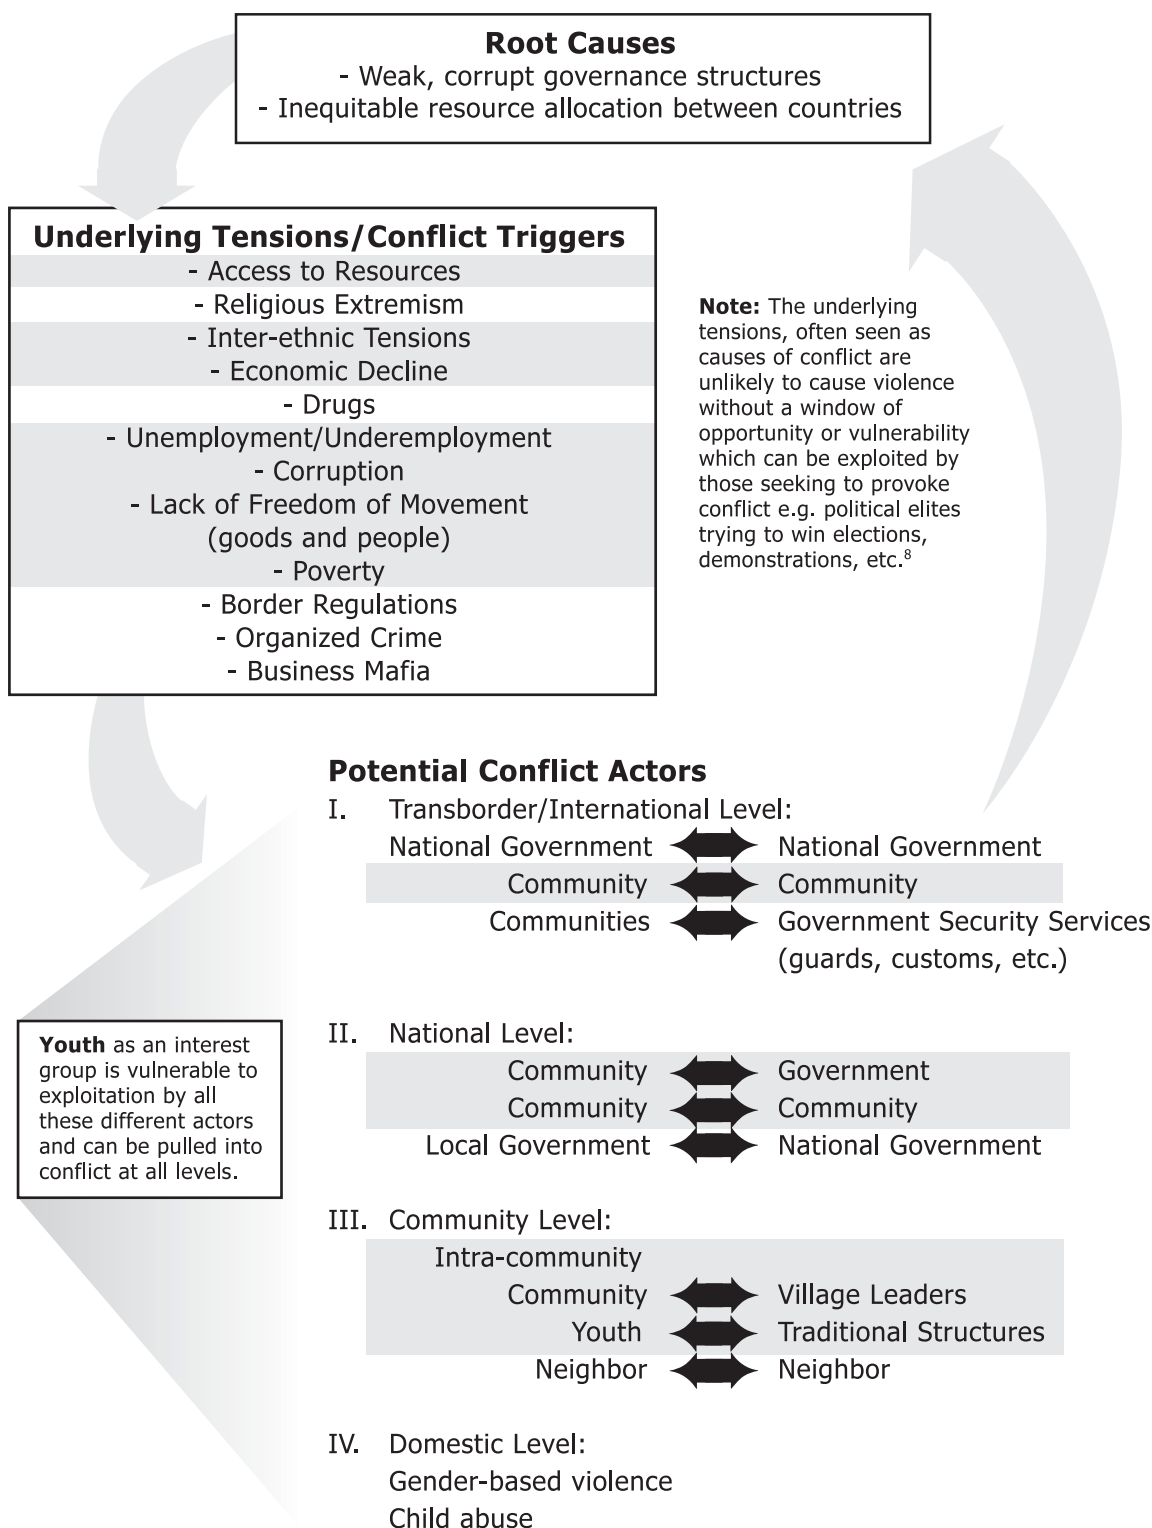 Root Causes
- Weak, corrupt governance structures
- Inequitable resource allocation between countries
Underlying Tensions/Conflict Triggers
- Access to Resources
- Religious Extremism
- Inter-ethnic Tensions
- Economic Decline
- Drugs
- Unemployment/Underemployment
- Corruption
- Lack of Freedom of Movement
(goods and people)
- Poverty
- Border Regulations
- Organized Crime
- Business Mafia
Note: The underlying
tensions, often seen as
causes of conflict are
unlikely to cause violence
without a window of
opportunity or vulnerability
which can be exploited by
those seeking to provoke
conflict e.g. political elites
trying to win elections,
demonstrations, etc.8
Potential Conflict Actors
I. Transborder/International Level:
National Government National Government
Community Community
Communities Government Security Services
(guards, customs, etc.)
II. National Level:
Community Government
Community Community
Local Government National Government
III. Community Level:
Intra-community
Community Village Leaders
Youth Traditional Structures
Neighbor Neighbor
IV. Domestic Level:
Gender-based violence
Child abuse
Youth as an interest
group is vulnerable to
exploitation by all
these different actors
and can be pulled into
conflict at all levels.